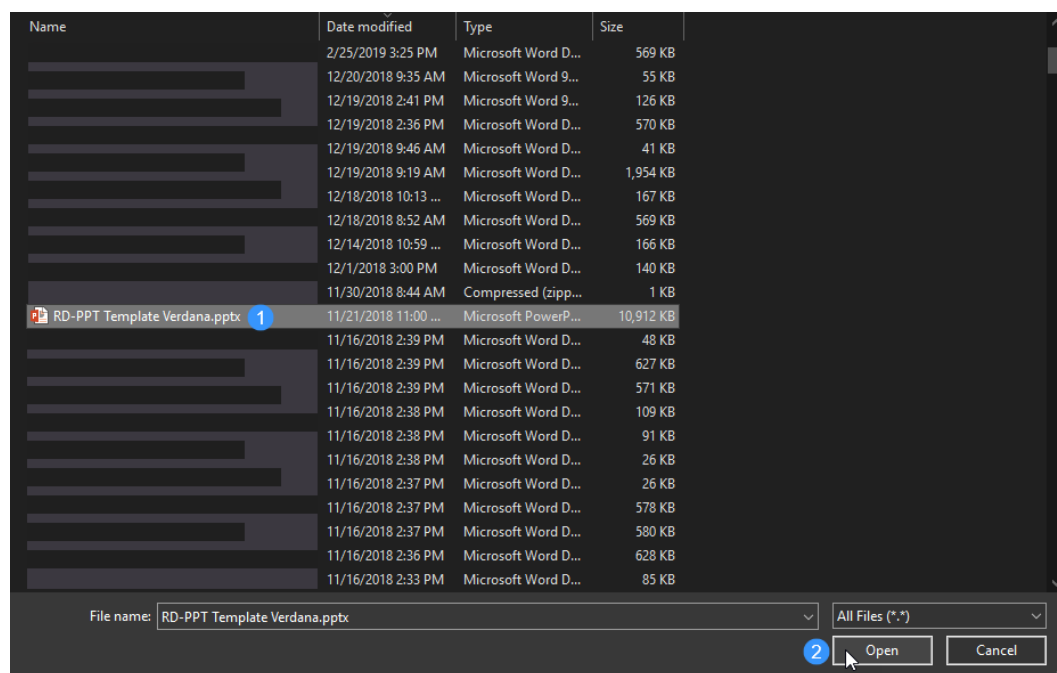 Name Date modified Type Size
2/25/2019 3:25 PM Microsoft Word D... 569 KB
12/20/2018 9:35 AM Microsoft Word 9... 55 KB
12/19/2018 2:41 PM Microsoft Word 9... 126 KB
12/19/2018 2:36 PM Microsoft Word D... 570 KB
12/19/2018 9:46 AM Microsoft Word D... 41 KB
12/19/2018 9:19 AM Microsoft Word D... 1,954 KB
12/18/2018 10:13 ... Microsoft Word D... 167 KB
12/18/2018 8:52 AM Microsoft Word D... 569 KB
12/14/2018 10:59 ... Microsoft Word D... 166 KB
12/1/2018 3:00 PM Microsoft Word D... 140 KB
11/30/2018 8:44 AM Compressed (zipp... 1 KB
RD-PPT Template Verdana.pptx 1 11/21/2018 11:00 ... Microsoft PowerP... 10,912 KB
11/16/2018 2:39 PM Microsoft Word D... 48 KB
11/16/2018 2:39 PM Microsoft Word D... 627 KB
11/16/2018 2:39 PM Microsoft Word D... 571 KB
11/16/2018 2:38 PM Microsoft Word D... 109 KB
11/16/2018 2:38 PM Microsoft Word D... 91 KB
11/16/2018 2:38 PM Microsoft Word D... 26 KB
11/16/2018 2:37 PM Microsoft Word D... 26 KB
11/16/2018 2:37 PM Microsoft Word D... 578 KB
11/16/2018 2:37 PM Microsoft Word D... 580 KB
11/16/2018 2:36 PM Microsoft Word D... 628 KB
11/16/2018 2:33 PM Microsoft Word D... 85 KB
File name: RD-PPT Template Verdana.pptx All Files (*.*)
2 Open Cancel